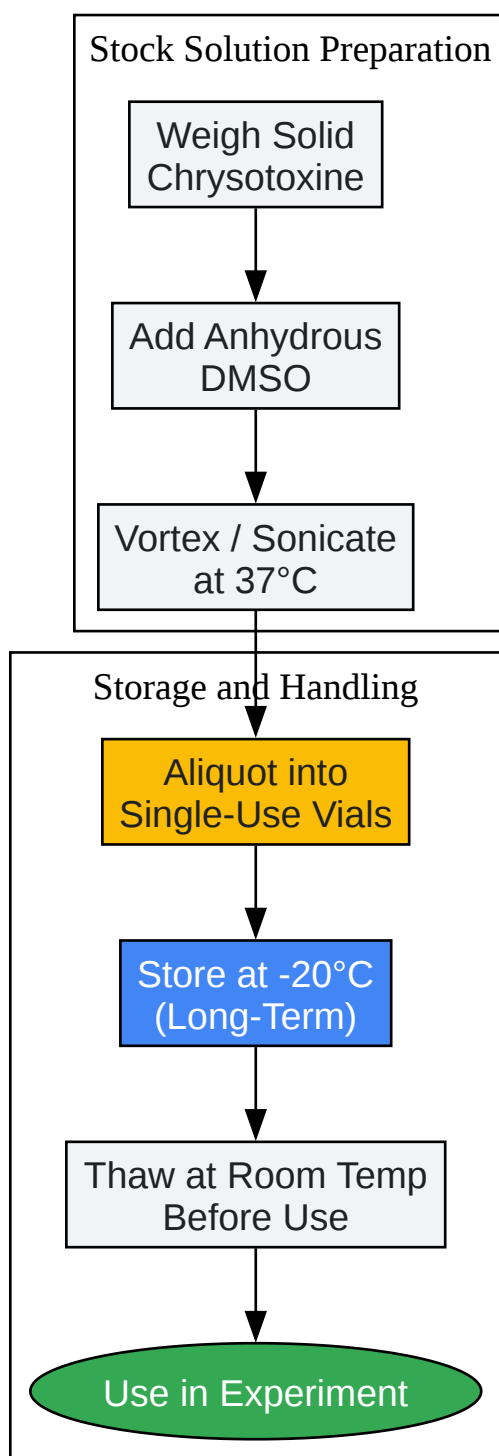 Stock Solution Preparation
Weigh Solid
Chrysotoxine
Add Anhydrous
DMSO
Vortex / Sonicate
at 37°C
Storage and Handling
Aliquot into
Single-Use Vials
Store at -20°C
(Long-Term)
Thaw at Room Temp
Before Use
Use in Experiment